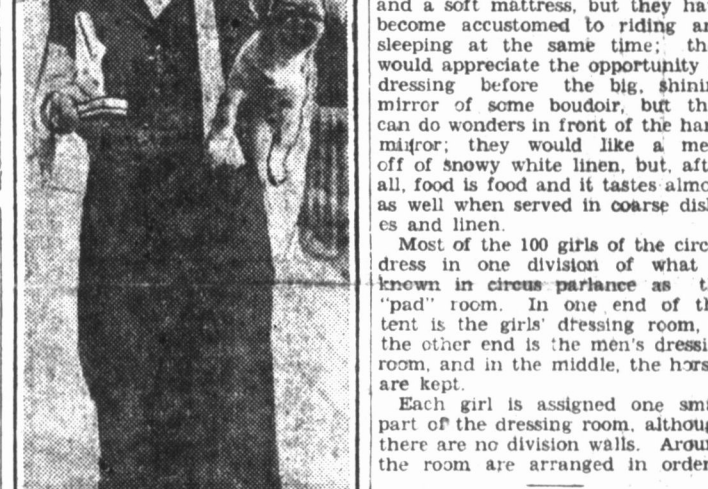 and a soft mattress, but they ha
become accustomed to riding a
sleeping at the same time; th
would appreciate the opportunity
dressing before the big, shini
mirror of some boudoir, but th
can do wonders in front of the ha
mirror; they would like a me
off of snowy white linen, but, aft
all, food is food and it tastes almo
as well when served in coarse dis
es and linen.
Most of the 100 girls of the circ
dress in one division of what
known in circus parlance as t
"pad" room. In one end of th
tent is the girls' dressing room,
the other end is the men's dressi
room, and in the middle, the hors
are kept.
Each girl is assigned one sm
part of the dressing room, althoug
there are no division walls. Arou
the room are arranged in order